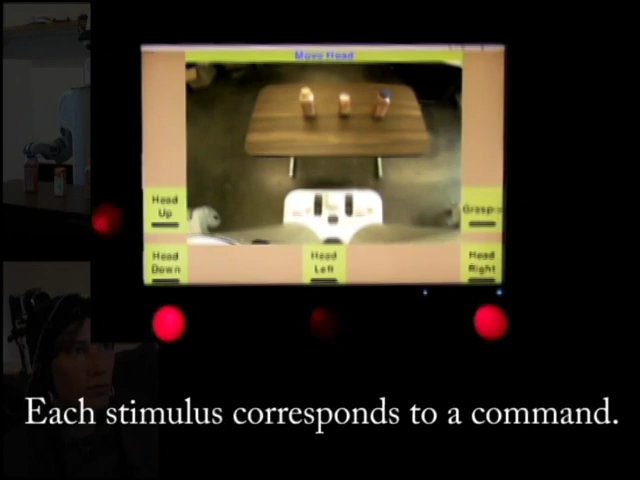 Move Head
Head
Up
Grasp
Head
Down
Head
Left
Head
Right
Each stimulus corresponds to a command.